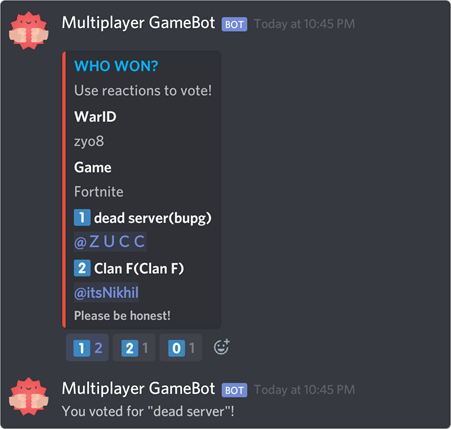 Multiplayer GameBot BOT Today at 10:45 PM
WHO WON?
Use reactions to vote!
WarID
zyo8
Game
Fortnite
1 dead server(bupg)
@Z U C C
2 Clan F(Clan F)
@itsNikhil
Please be honest!
1 2 2 1 0 1
Multiplayer GameBot BOT Today at 10:45 PM
You voted for "dead server"!